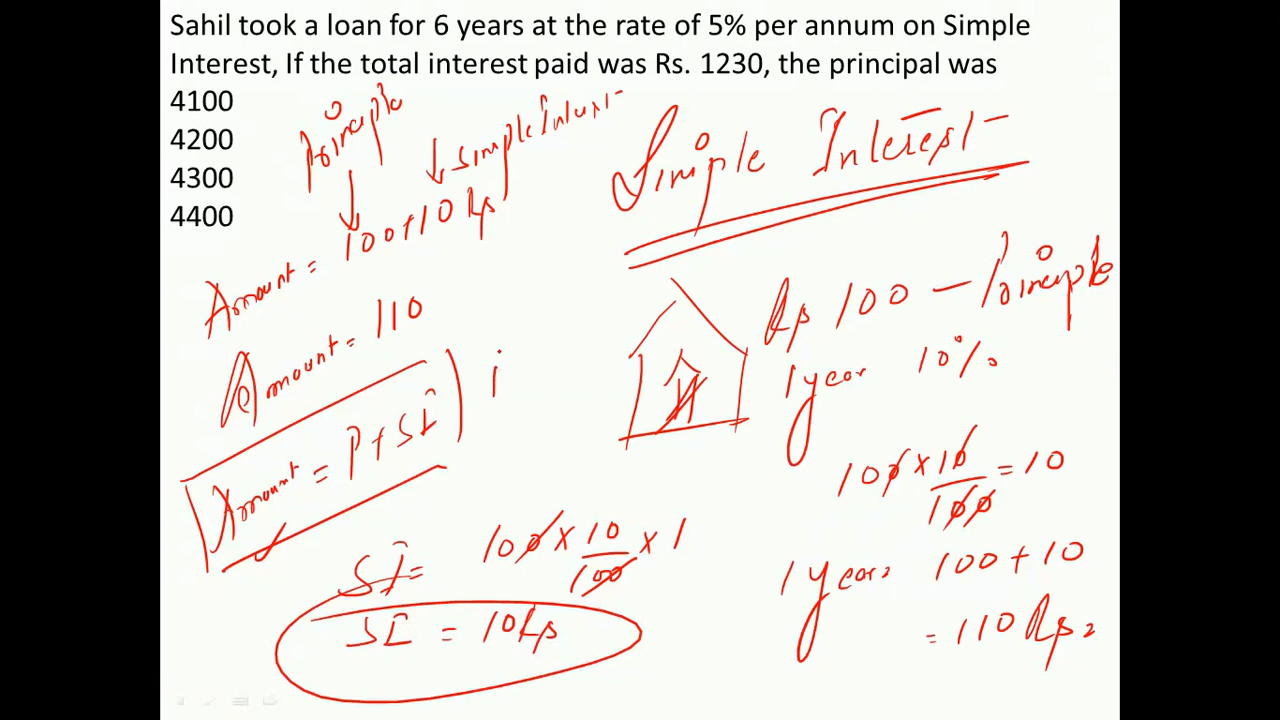 Sahil took a loan for 6 years at the rate of 5% per annum on Simple
Interest, If the total interest paid was Rs. 1230, the principal was
4100
4200
4300
4400
Principle
↓ Simple Interest
Simple Interest
Amount = 100+10 Rs
Amount = 110
Amount = P+SI
i
SI = 100 × 10/100 × 1
SI = 10 Rs
Rs 100 – Principle
1 year 10%
100 × 10/100 = 10
1 year, 100 + 10
= 110 Rs,